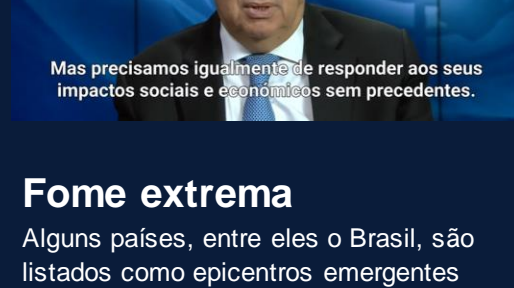 Mas precisamos igualmente de responder aos seus
impactos sociais e económicos sem precedentes.
Fome extrema
Alguns países, entre eles o Brasil, são
listados como epicentros emergentes